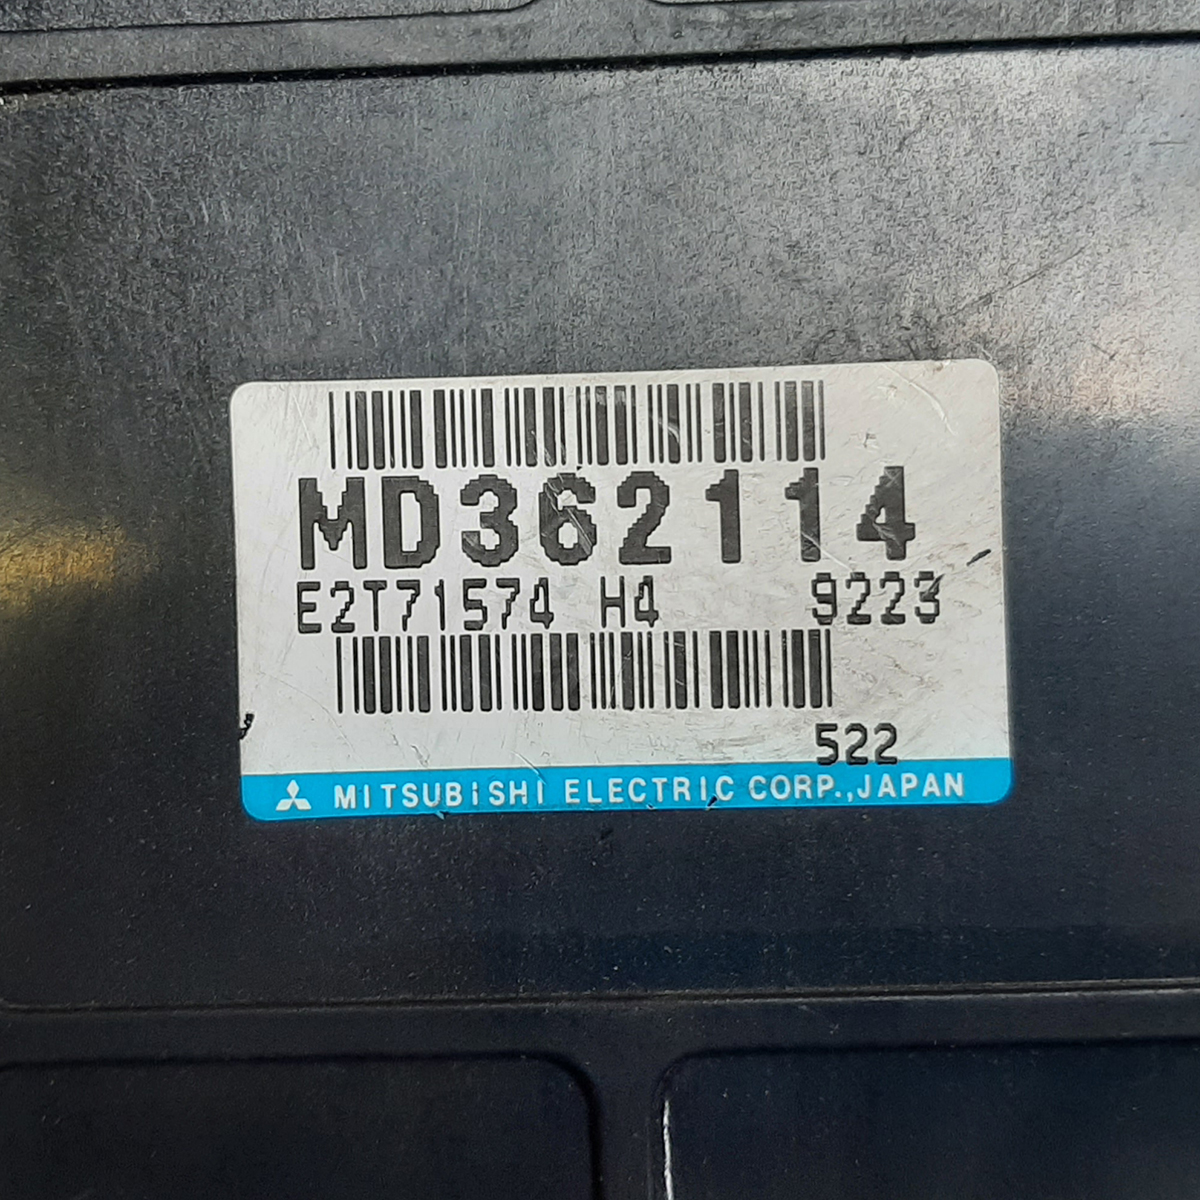 MD362114
E2T71574 H4 9223
522
MITSUBISHI ELECTRIC CORP.,JAPAN